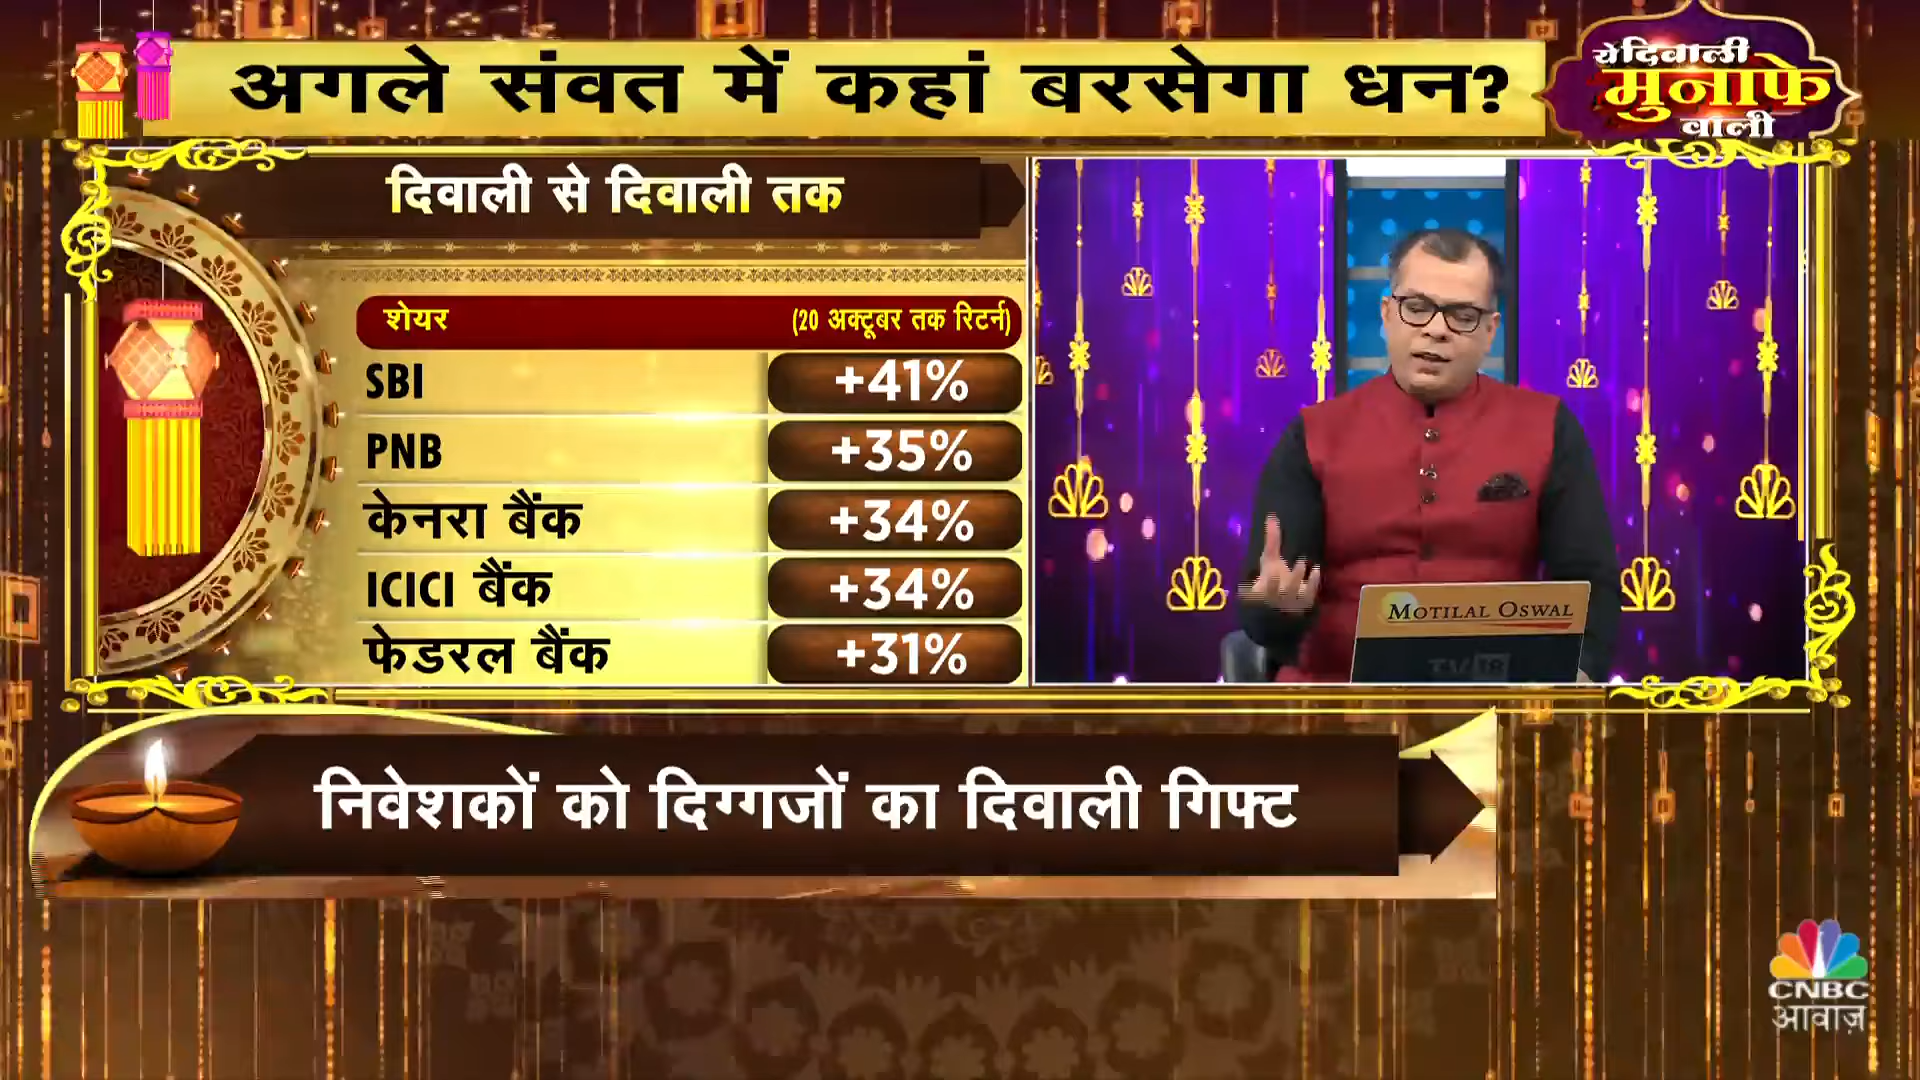 अगले संवत में कहां बरसेगा धन?
ये दिवाली
मुनाफे
वाली
दिवाली से दिवाली तक
शेयर (20 अक्टूबर तक रिटर्न)
SBI +41%
PNB +35%
केनरा बैंक +34%
ICICI बैंक +34%
फेडरल बैंक +31%
MOTILAL OSWAL
TV18
निवेशकों को दिग्गजों का दिवाली गिफ्ट
CNBC
आवाज़